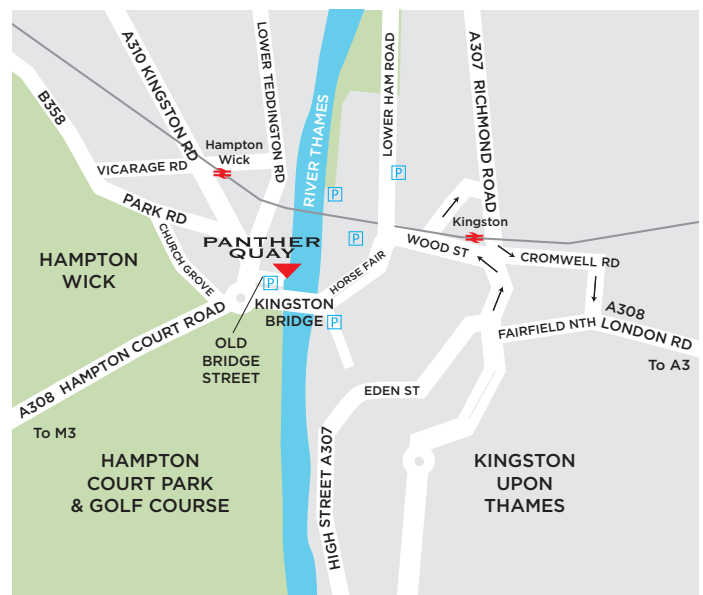 B358
A310 KINGSTON RD
LOWER TEDDINGTON RD
RIVER THAMES
LOWER HAM ROAD
A307 RICHMOND ROAD
Hampton
Wick
VICARAGE RD
P
P
PARK RD
CHURCH GROVE
PANTHER
QUAY
P
Kingston
WOOD ST
CROMWELL RD
HAMPTON
WICK
HORSE FAIR
P
KINGSTON
BRIDGE
P
A308
LONDON RD
FAIRFIELD NTH
To A3
OLD
BRIDGE
STREET
A308 HAMPTON COURT ROAD
To M3
EDEN ST
HIGH STREET A307
HAMPTON
COURT PARK
& GOLF COURSE
KINGSTON
UPON
THAMES